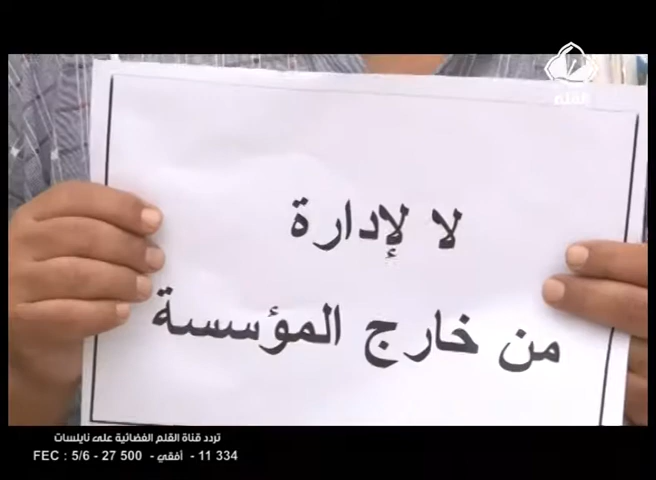 القلم
لا لإدارة
من خارج المؤسسة
تردد قناة القلم الفضائية على نايلسات
FEC : 5/6 - 27 500 - أفقي - 11 334